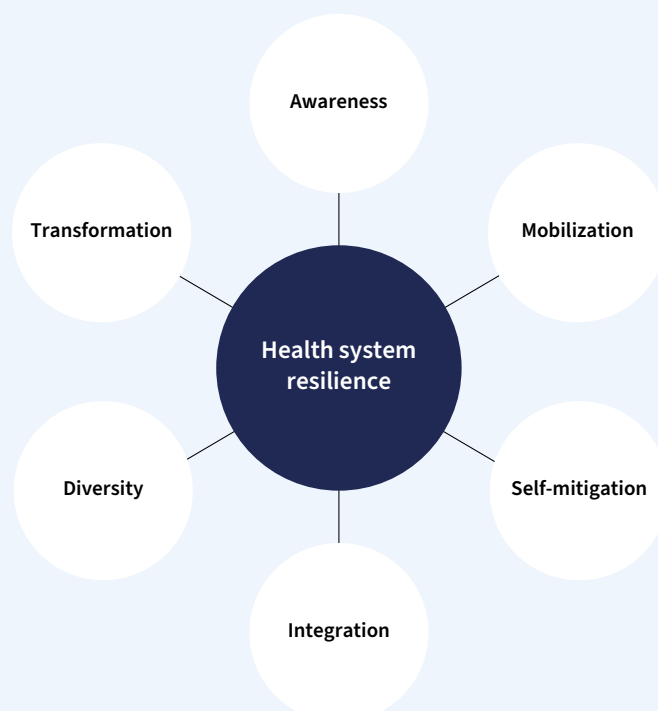 Awareness
Transformation
Mobilization
Health system
resilience
Diversity
Self-mitigation
Integration